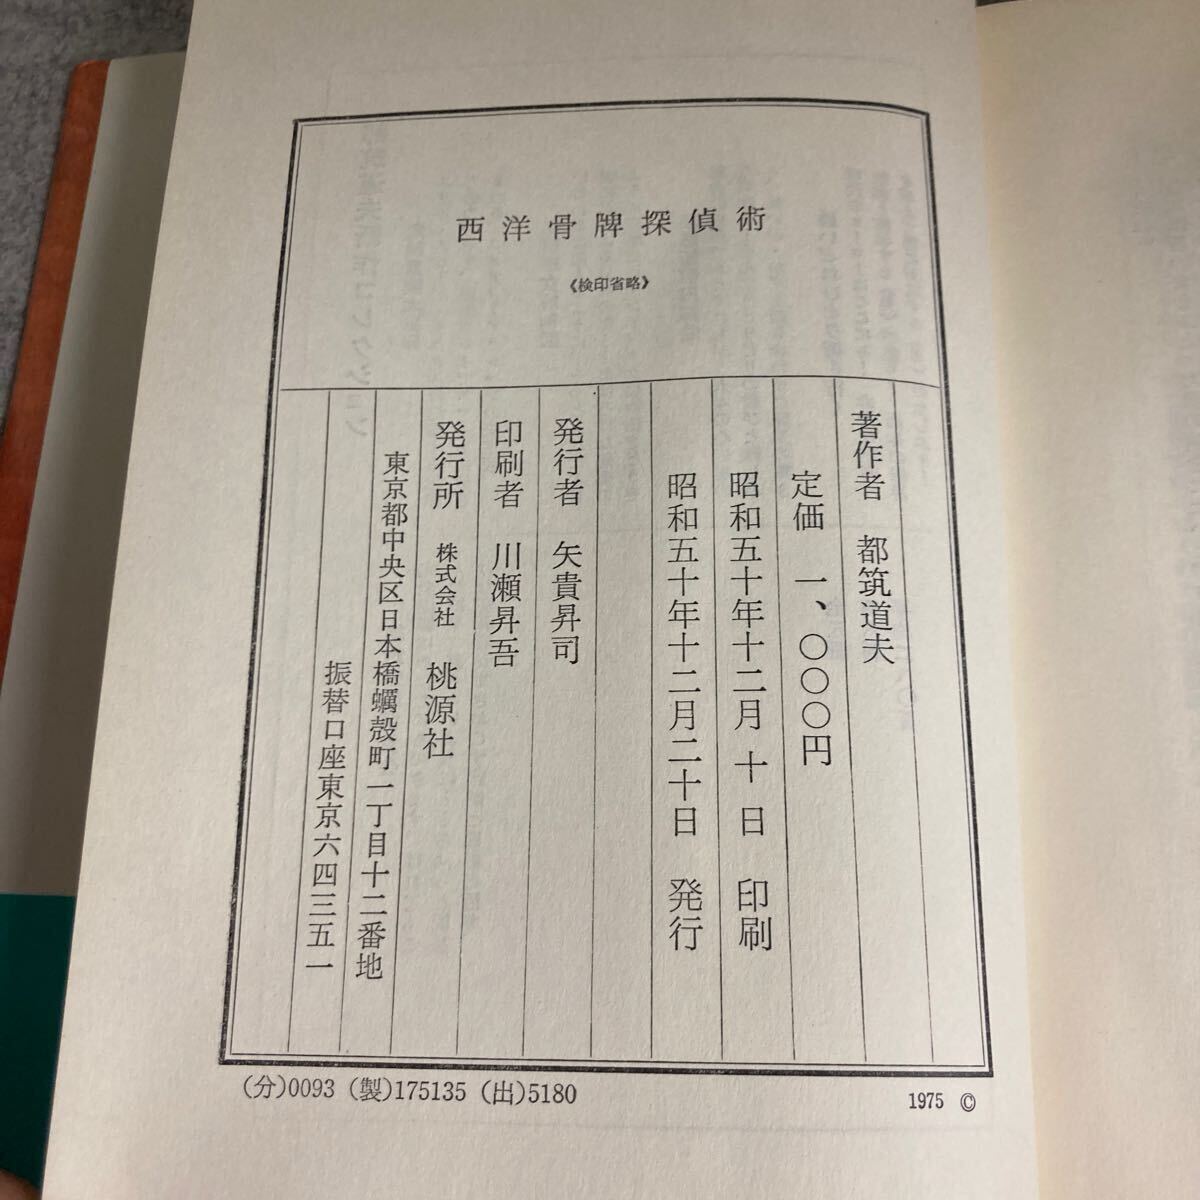 西洋骨牌探偵術
《検印省略》
著作者 都筑道夫
定価 一、〇〇〇円
昭和五十年十二月十日 印刷
昭和五十年十二月二十日 発行
発行者 矢貴昇司
印刷者 川瀬昇吾
発行所 株式会社 桃源社
東京都中央区日本橋蠣殻町一丁目十二番地
振替口座東京六四三五一
(分)0093 (製)175135 (出)5180
1975 ©